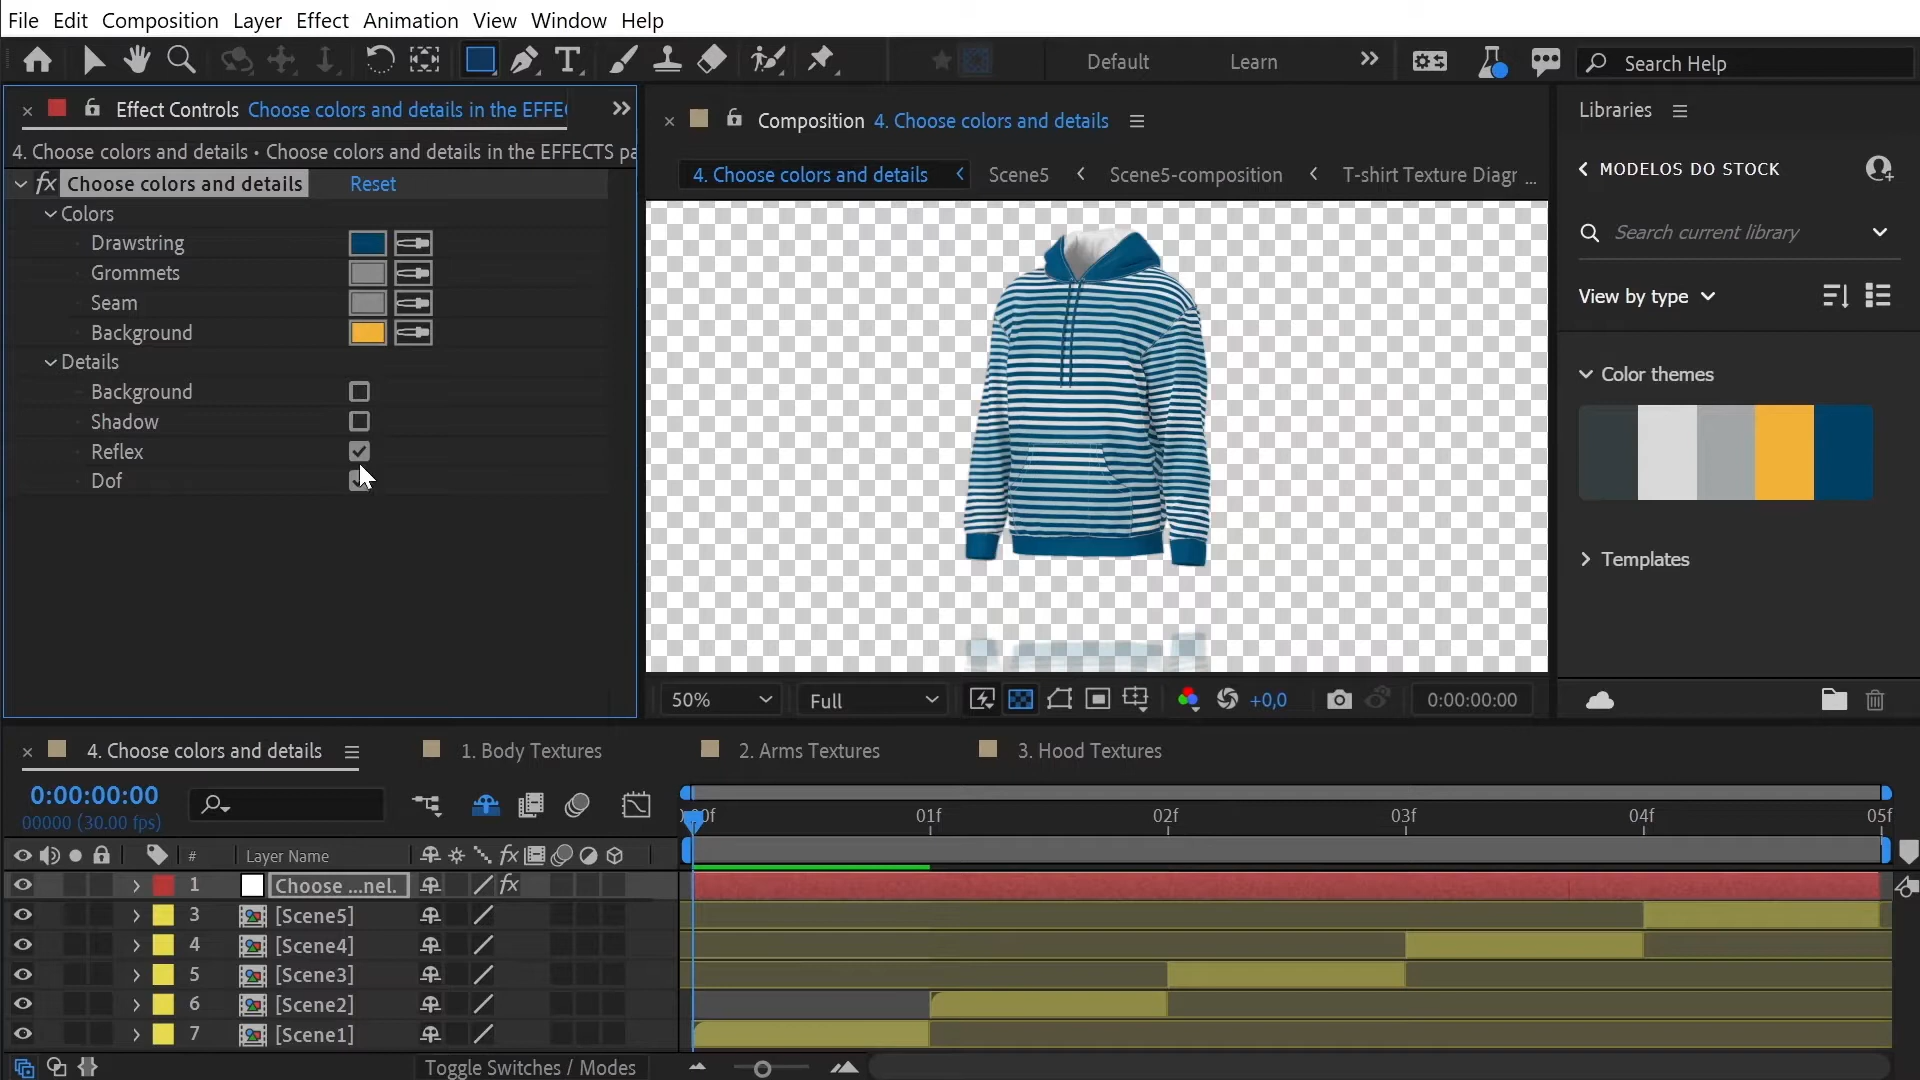 File Edit Composition Layer Effect Animation View Window Help
Default Learn Search Help
Effect Controls Choose colors and details in the EFFE
4. Choose colors and details • Choose colors and details in the EFFECTS pa
fx Choose colors and details Reset
Colors
Drawstring
Grommets
Seam
Background
Details
Background
Shadow
Reflex
Dof
Composition 4. Choose colors and details
4. Choose colors and details Scene5 Scene5-composition T-shirt Texture Diagr ...
50% Full +0,0 0:00:00:00
Libraries
MODELOS DO STOCK
Search current library
View by type
Color themes
Templates
4. Choose colors and details 1. Body Textures 2. Arms Textures 3. Hood Textures
0:00:00:00
00000 (30.00 fps)
00f 01f 02f 03f 04f 05f
# Layer Name fx
1 Choose ...nel. fx
3 [Scene5]
4 [Scene4]
5 [Scene3]
6 [Scene2]
7 [Scene1]
Toggle Switches / Modes